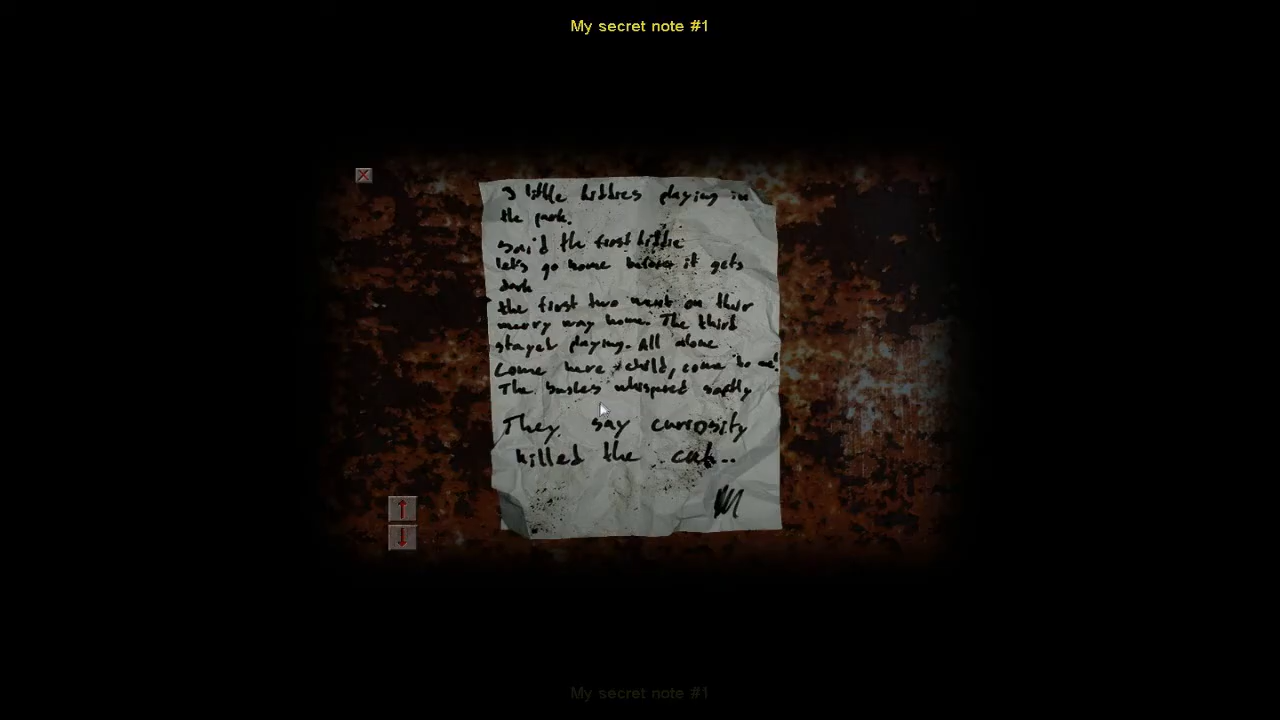 My secret note #1
3 little kiddies playing in
the park.
said the first kiddie
let's go home before it gets
dark
the first two went on their
merry way home. The third
stayed playing. All alone
Come here child, come to me!
The bushes whispered softly
They say curiosity
killed the cat..
My secret note #1